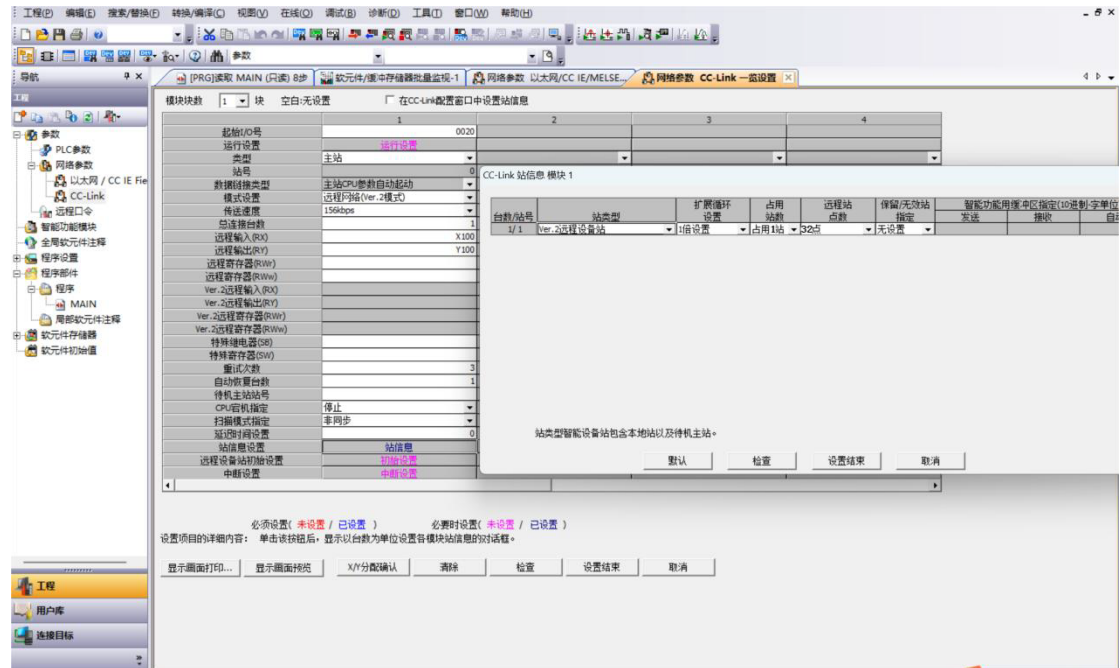 工程(P) 编辑(E) 搜索/替换(F) 转换/编译(C) 视图(V) 在线(O) 调试(B) 诊断(D) 工具(T) 窗口(W) 帮助(H)
参数
导航
[PRG]读取 MAIN (只读) 8步 软元件/缓冲存储器批量监视-1 网络参数 以太网/CC IE/MELSE... 网络参数 CC-Link 一览设置
工程
参数
PLC参数
网络参数
以太网 / CC IE Fie
CC-Link
远程口令
智能功能模块
全局软元件注释
程序设置
程序部件
程序
MAIN
局部软元件注释
软元件存储器
软元件初始值
工程
用户库
连接目标
模块块数 1 块 空白:无设置 在CC-Link配置窗口中设置站信息
1 2 3 4
起始I/O号 0020
运行设置 运行设置
类型 主站
站号 0
数据链接类型 主站CPU参数自动起动
模式设置 远程网络(Ver.2模式)
传送速度 156kbps
总连接台数 1
远程输入(RX) X100
远程输出(RY) Y100
远程寄存器(RWr)
远程寄存器(RWw)
Ver.2远程输入(RX)
Ver.2远程输出(RY)
Ver.2远程寄存器(RWr)
Ver.2远程寄存器(RWw)
特殊继电器(SB)
特殊寄存器(SW)
重试次数 3
自动恢复台数 1
待机主站站号
CPU宕机指定 停止
扫描模式指定 非同步
延迟时间设置 0
站信息设置 站信息
远程设备站初始设置 初始设置
中断设置 中断设置
CC-Link 站信息 模块 1
台数/站号 站类型 扩展循环设置 占用站数 远程站点数 保留/无效站指定 智能功能用缓冲区指定(10进制-字单位
发送 接收 自
1/ 1 Ver.2远程设备站 1倍设置 占用1站 32点 无设置
站类型智能设备站包含本地站以及待机主站。
默认 检查 设置结束 取消
必须设置( 未设置 / 已设置 ) 必要时设置( 未设置 / 已设置 )
设置项目的详细内容: 单击该按钮后，显示以台数为单位设置各模块站信息的对话框。
显示画面打印... 显示画面预览 X/Y分配确认 清除 检查 设置结束 取消